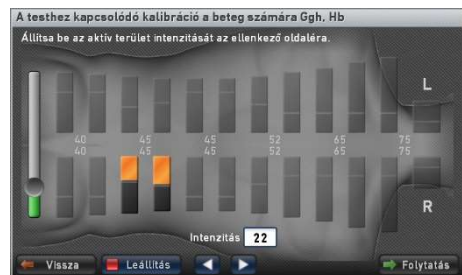 A testhez kapcsolódó kalibráció a beteg számára Ggh, Hb
Állítsa be az aktív terület intenzitását az ellenkező oldaléra.
L
40 45 45 52 65 75
40 45 45 52 65 75
R
Intenzitás 22
Vissza Leállítás Folytatás